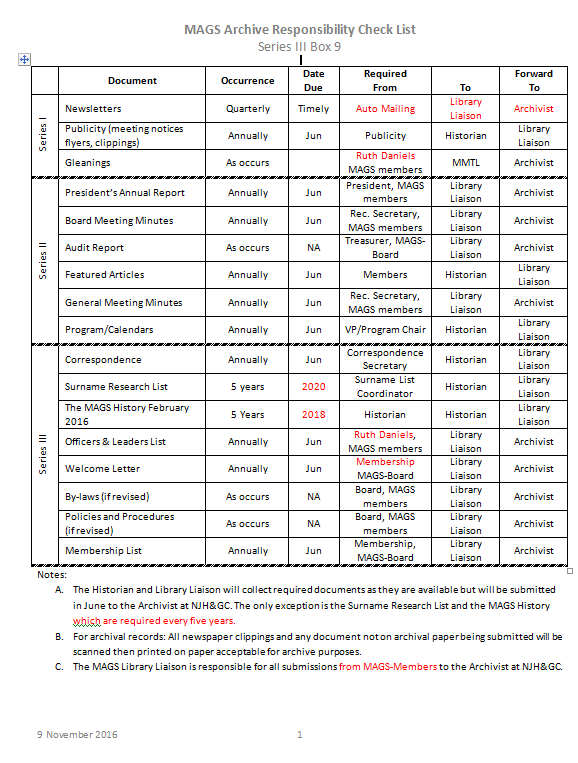 MAGS Archive Responsibility Check List
Series III Box 9
Document Occurrence Date Due Required From To Forward To
Series I
Newsletters Quarterly Timely Auto Mailing Library Liaison Archivist
Publicity (meeting notices flyers, clippings) Annually Jun Publicity Historian Library Liaison
Gleanings As occurs Ruth Daniels MAGS members MMTL Archivist
Series II
President's Annual Report Annually Jun President, MAGS members Library Liaison Archivist
Board Meeting Minutes Annually Jun Rec. Secretary, MAGS members Library Liaison Archivist
Audit Report As occurs NA Treasurer, MAGS-Board Library Liaison Archivist
Featured Articles Annually Jun Members Historian Library Liaison
General Meeting Minutes Annually Jun Rec. Secretary, MAGS members Library Liaison Archivist
Program/Calendars Annually Jun VP/Program Chair Historian Library Liaison
Series III
Correspondence Annually Jun Correspondence Secretary Historian Library Liaison
Surname Research List 5 years 2020 Surname List Coordinator Historian Library Liaison
The MAGS History February 2016 5 Years 2018 Historian Historian Library Liaison
Officers & Leaders List Annually Jun Ruth Daniels, MAGS members Library Liaison Archivist
Welcome Letter Annually Jun Membership MAGS-Board Library Liaison Archivist
By-laws (if revised) As occurs NA Board, MAGS members Library Liaison Archivist
Policies and Procedures (if revised) As occurs NA Board, MAGS members Library Liaison Archivist
Membership List Annually Jun Membership, MAGS-Board Library Liaison Archivist
Notes:
A. The Historian and Library Liaison will collect required documents as they are available but will be submitted
in June to the Archivist at NJH&GC. The only exception is the Surname Research List and the MAGS History
which are required every five years.
B. For archival records: All newspaper clippings and any document not on archival paper being submitted will be
scanned then printed on paper acceptable for archive purposes.
C. The MAGS Library Liaison is responsible for all submissions from MAGS-Members to the Archivist at NJH&GC.
9 November 2016 1